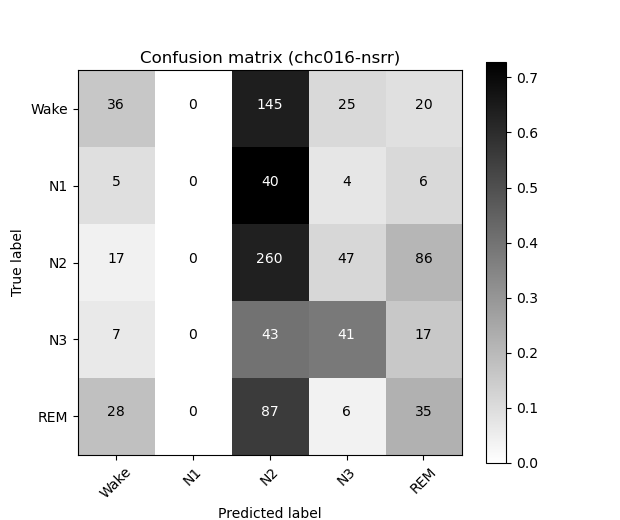 Confusion matrix (chc016-nsrr)
0.7
Wake 36 0 145 25 20
0.6
N1 5 0 40 4 6
0.5
0.4
N2 17 0 260 47 86
0.3
N3 7 0 43 41 17
0.2
REM 28 0 87 6 35
0.1
0.0
True label
Wake N1 N2 N3 REM
Predicted label